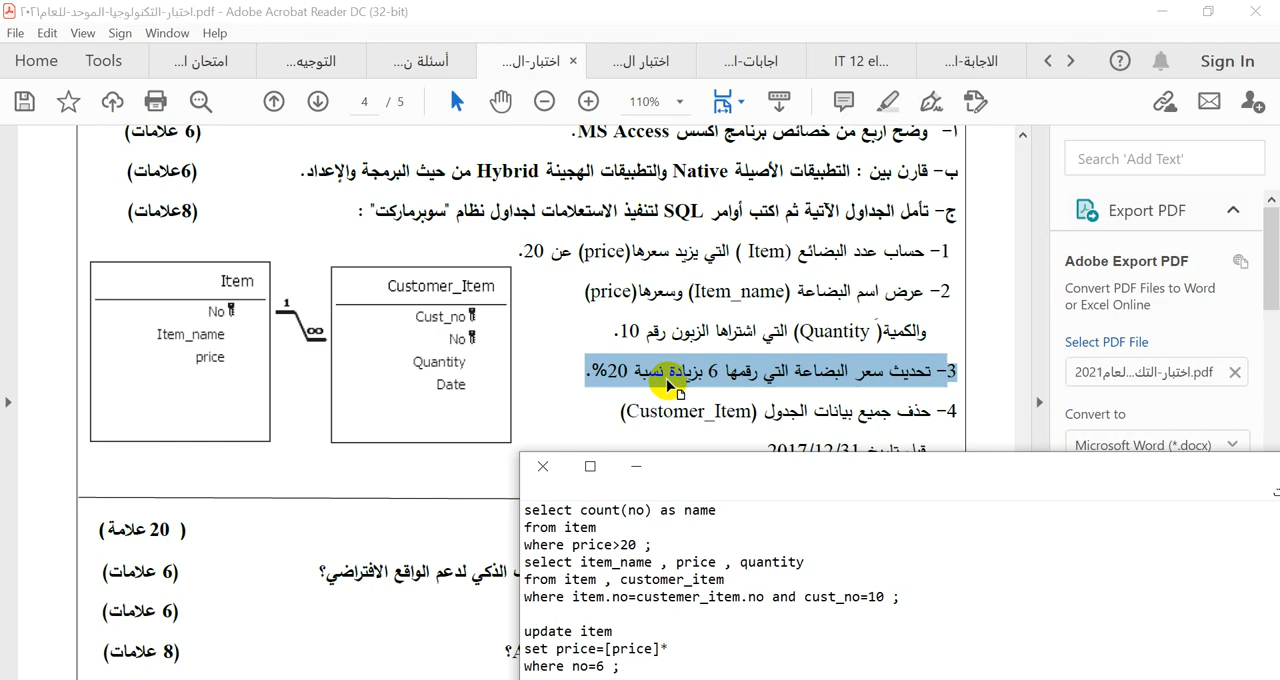 اختبار-التكنولوجيا-الموحد-للعام٢٠٢١.pdf - Adobe Acrobat Reader DC (32-bit)
File Edit View Sign Window Help
Home Tools امتحان ا... التوجيه... أسئلة ن... اختبار-ال... × اختبار ال... اجابات-ا... IT 12 el... الاجابة-ا... Sign In
4 / 5 110%
ا- وضح أربع من خصائص برنامج اكسس MS Access. (6 علامات)
ب- قارن بين : التطبيقات الأصيلة Native والتطبيقات الهجينة Hybrid من حيث البرمجة والإعداد. (6علامات)
ج- تأمل الجداول الآتية ثم اكتب أوامر SQL لتنفيذ الاستعلامات لجداول نظام "سوبرماركت" : (8علامات)
1- حساب عدد البضائع (Item ) التي يزيد سعرها(price) عن 20.
2- عرض اسم البضاعة (Item_name) وسعرها(price)
والكمية(Quantity ) التي اشتراها الزبون رقم 10.
3- تحديث سعر البضاعة التي رقمها 6 بزيادة نسبة 20%.
4- حذف جميع بيانات الجدول (Customer_Item)
قبل تاريخ 2017/12/31
Item
No
Item_name
price
1 ∞
Customer_Item
Cust_no
No
Quantity
Date
( 20 علامة)
(6 علامات)
ب الذكي لدعم الواقع الافتراضي؟
(6 علامات)
(8 علامات)
select count(no) as name
from item
where price>20 ;
select item_name , price , quantity
from item , customer_item
where item.no=custemer_item.no and cust_no=10 ;
update item
set price=[price]*
where no=6 ;
Search 'Add Text'
Export PDF
Adobe Export PDF
Convert PDF Files to Word
or Excel Online
Select PDF File
اختبار-التك...لعام2021.pdf ×
Convert to
Microsoft Word (*.docx)